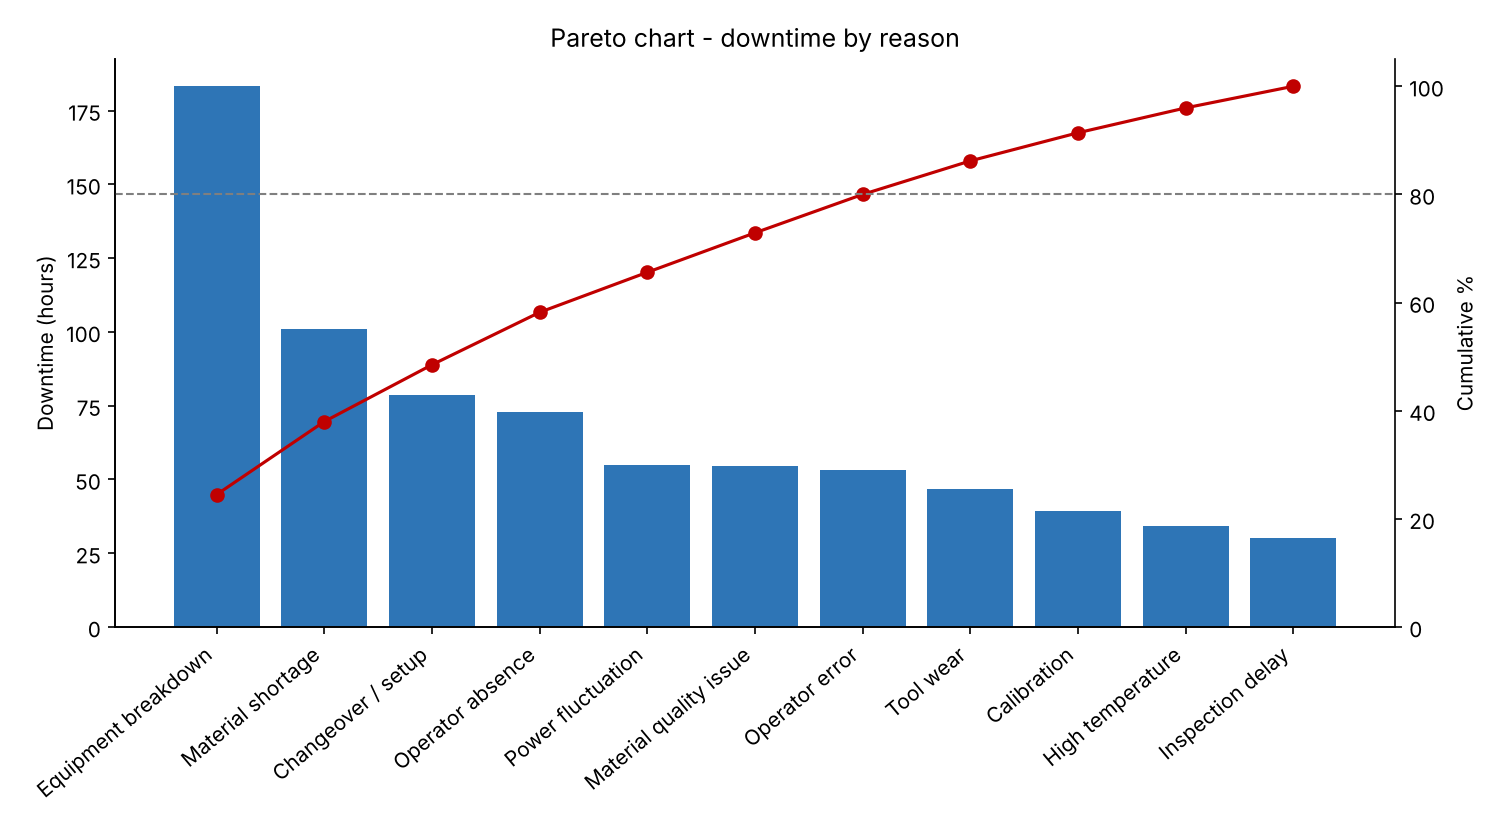 Pareto chart - downtime by reason
Downtime (hours)
175
150
125
100
75
50
25
0
Cumulative %
100
80
60
40
20
0
Equipment breakdown
Material shortage
Changeover / setup
Operator absence
Power fluctuation
Material quality issue
Operator error
Tool wear
Calibration
High temperature
Inspection delay